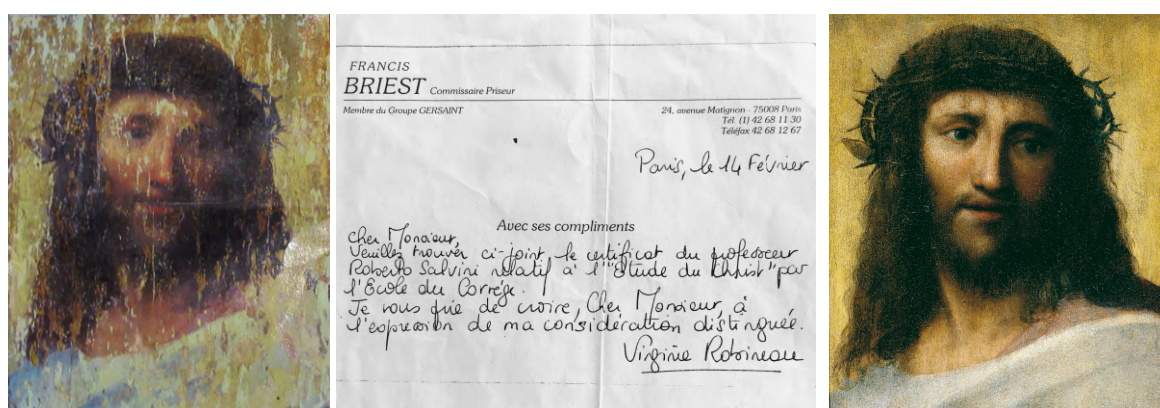 FRANCIS
BRIEST Commissaire Priseur
Membre du Groupe GERSAINT
24, avenue Matignon - 75008 Paris
Tél. (1) 42 68 11 30
Téléfax 42 68 12 67
Paris, le 14 Février
Avec ses compliments
Cher Monsieur,
Veuillez trouver ci-joint le certificat du professeur
Roberto Salvini relatif à l'"Etude du Christ" par
l'Ecole du Corrège.
Je vous prie de croire, Cher Monsieur, à
l'expression de ma considération distinguée.
Virginie Robineau